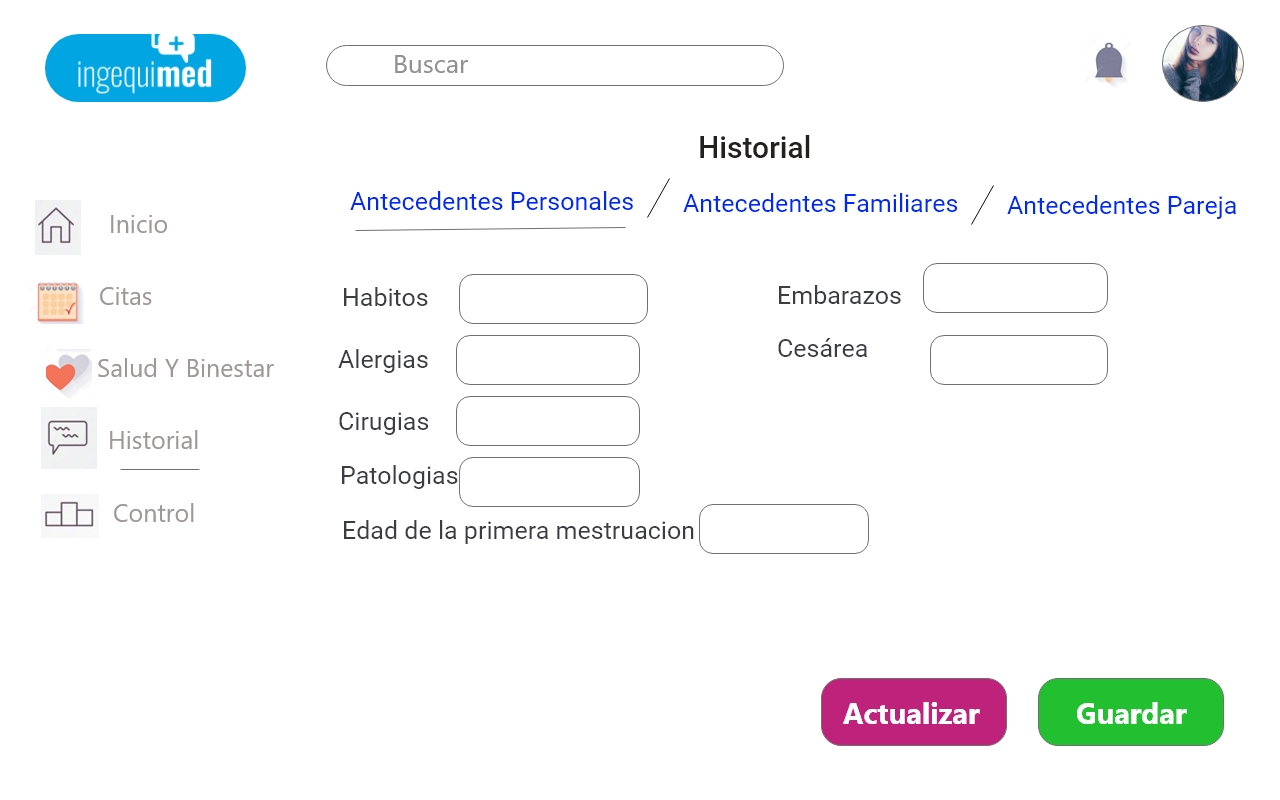 ingequimed
Buscar
Historial
Antecedentes Personales
Antecedentes Familiares
Antecedentes Pareja
Inicio
Citas
Salud Y Binestar
Historial
Control
Habitos
Embarazos
Alergias
Cesárea
Cirugias
Patologias
Edad de la primera mestruacion
Actualizar
Guardar